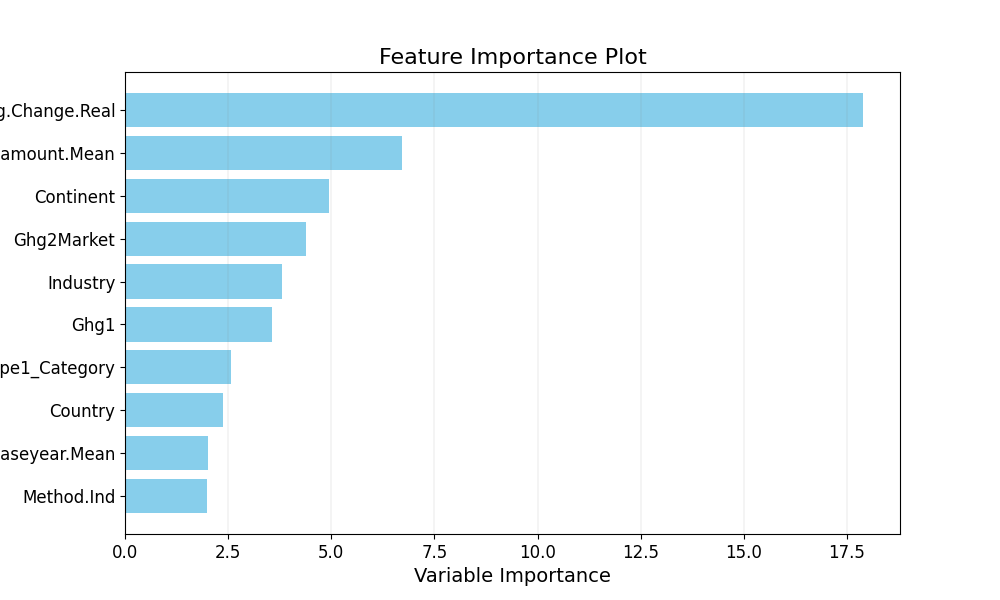 Feature Importance Plot
g.Change.Real
amount.Mean
Continent
Ghg2Market
Industry
Ghg1
pe1_Category
Country
aseyear.Mean
Method.Ind
0.0 2.5 5.0 7.5 10.0 12.5 15.0 17.5
Variable Importance